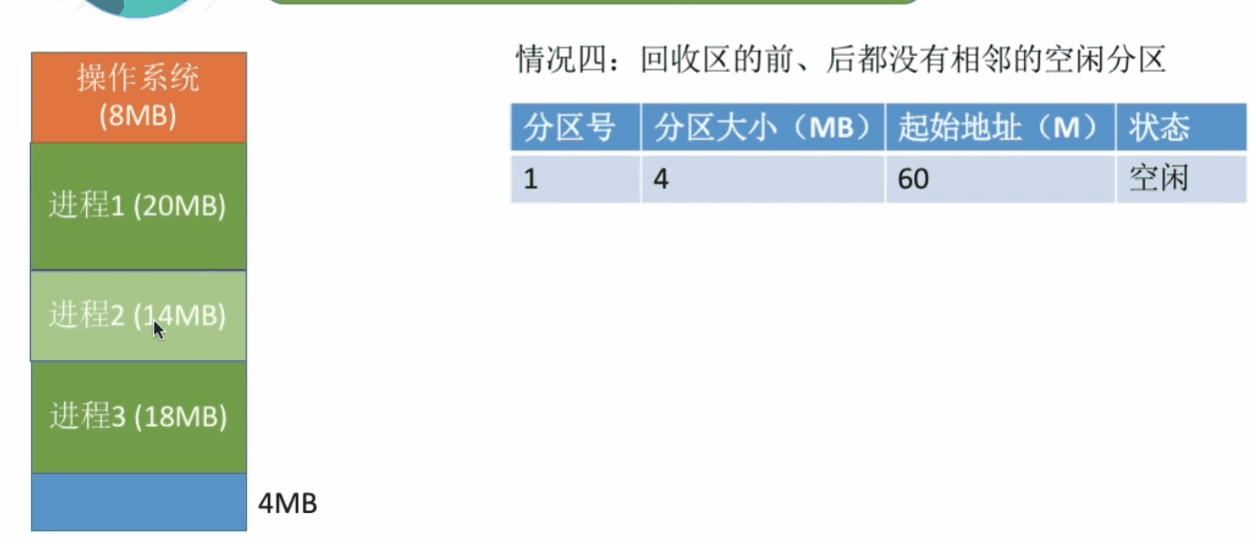 操作系统
(8MB)
进程1 (20MB)
进程2 (14MB)
进程3 (18MB)
4MB
情况四：回收区的前、后都没有相邻的空闲分区
分区号 分区大小（MB） 起始地址（M） 状态
1 4 60 空闲